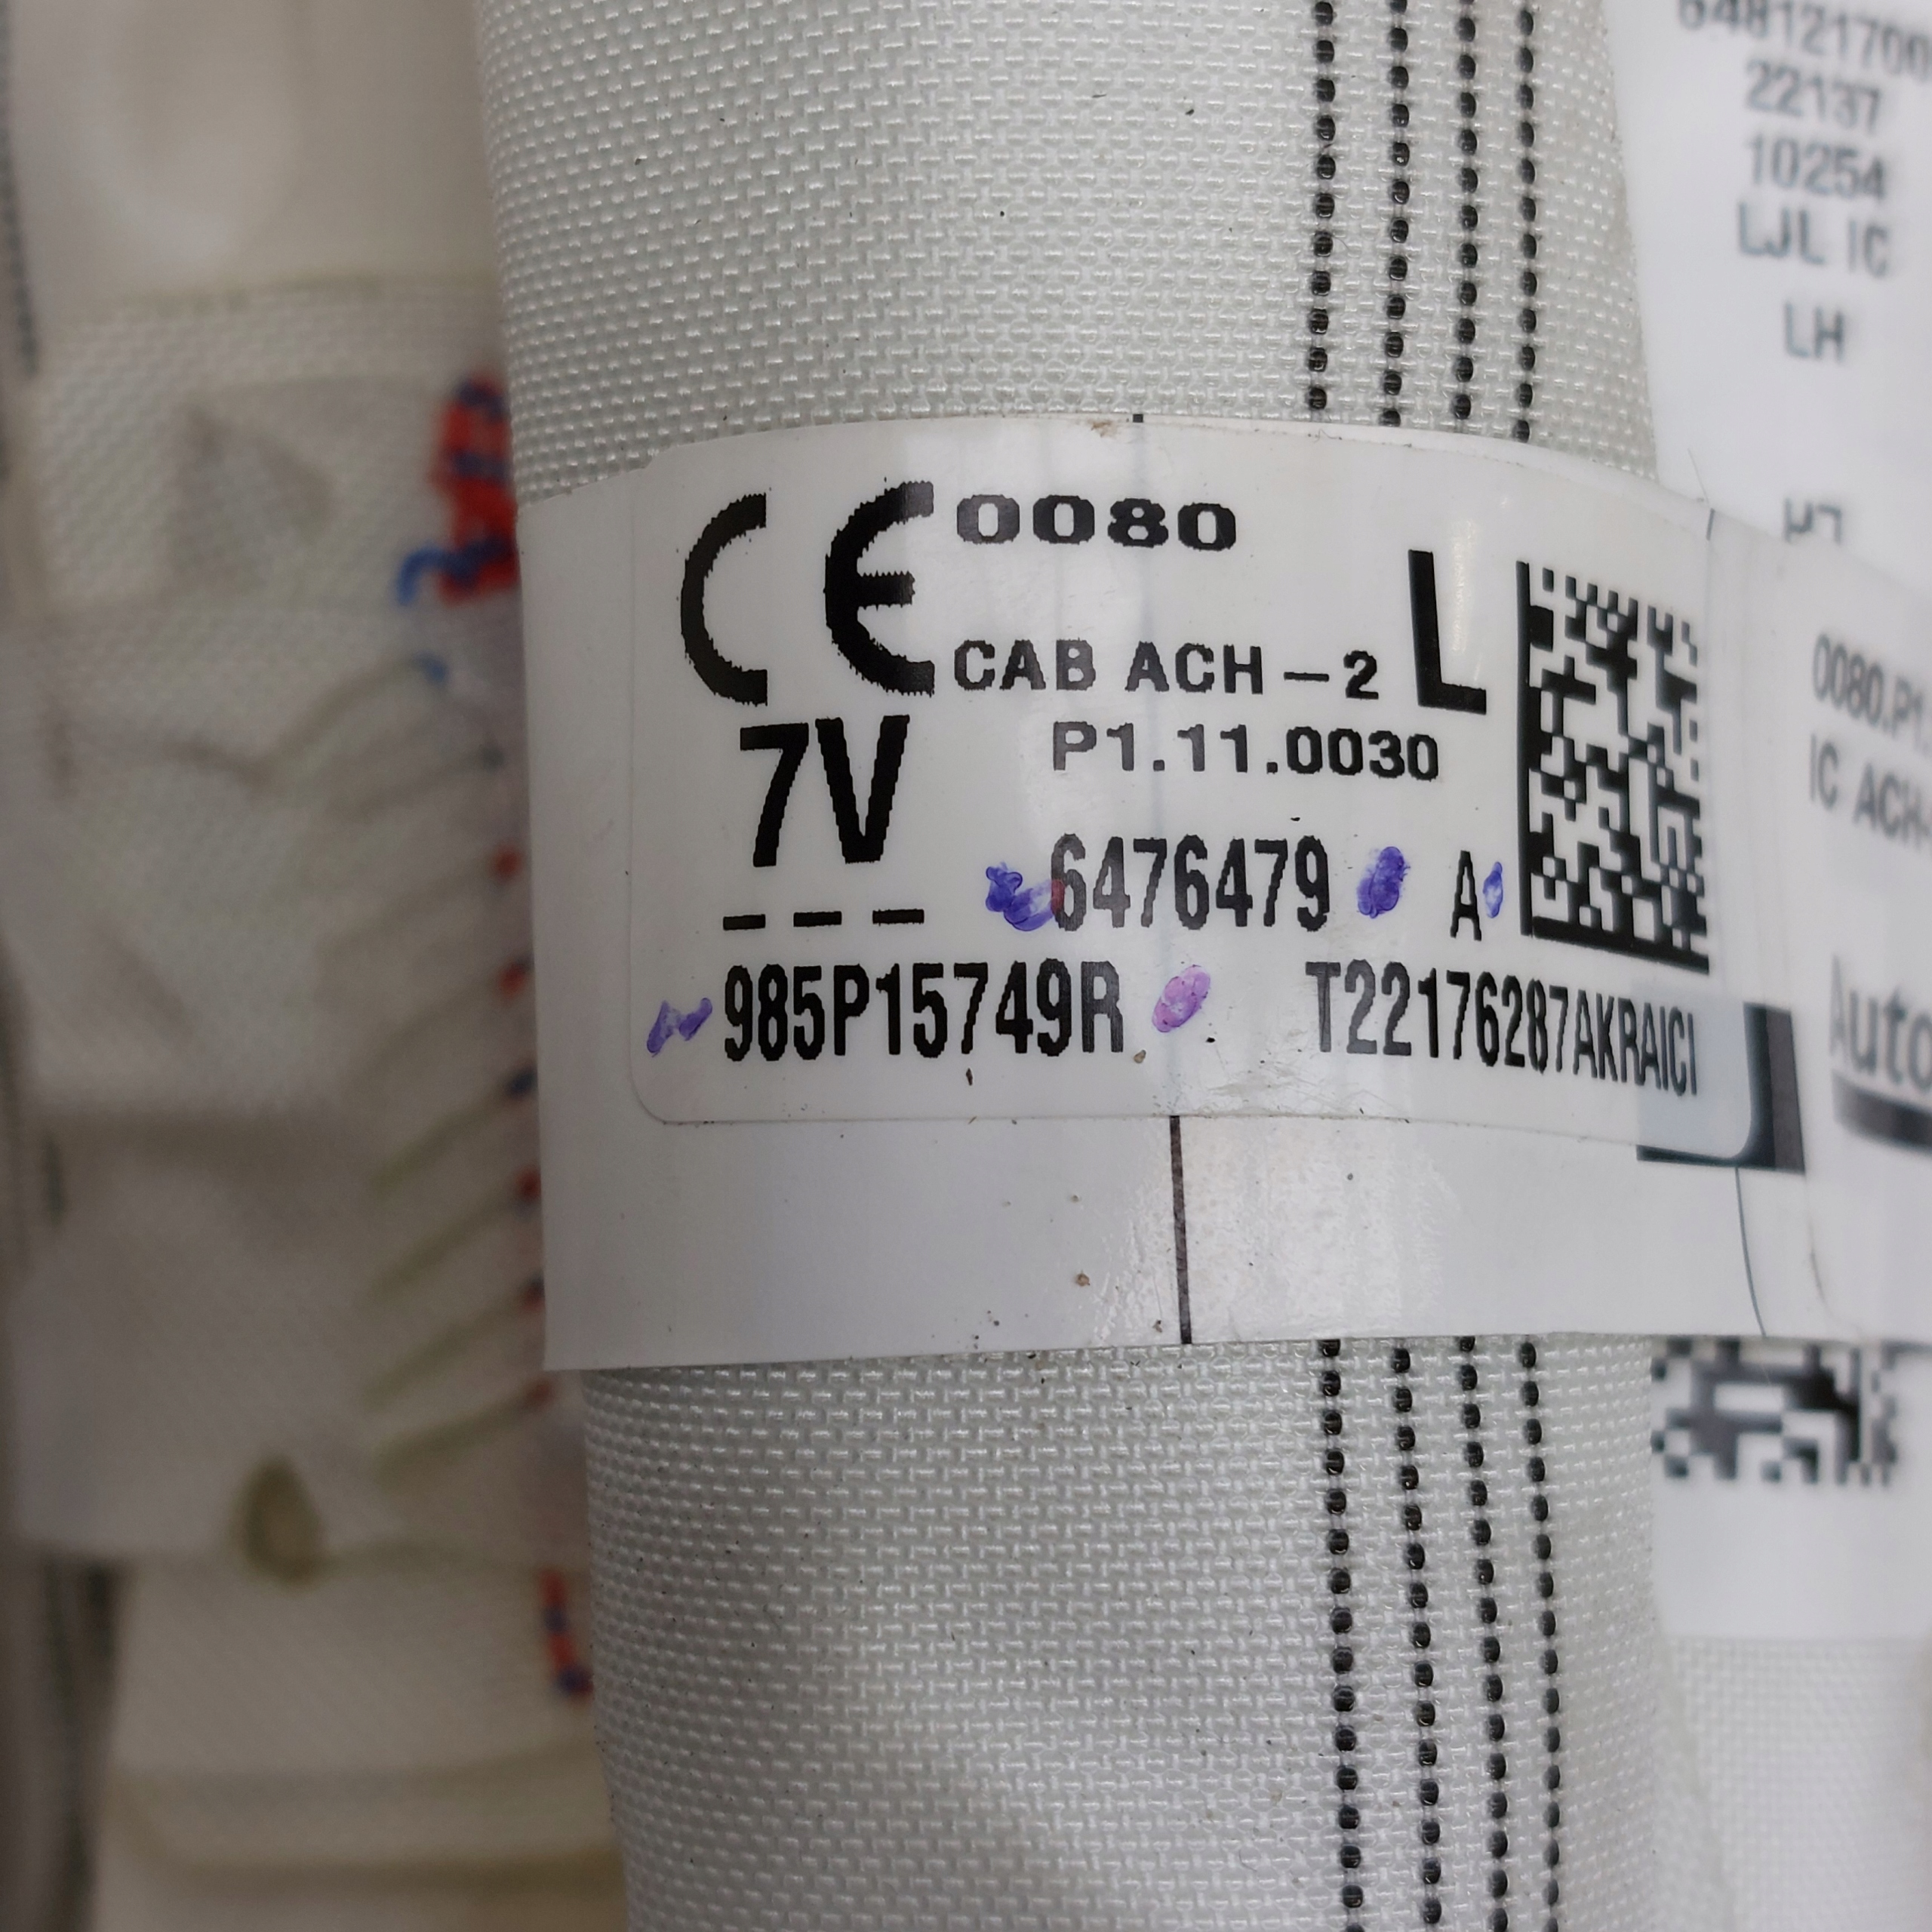 CE 0080
CAB ACH -2 L
7V P1.11.0030
--- 6476479 A
985P15749R T22176287AKRAICI
22137
10254
LJL IC
LH
0080.P1
IC ACH
Auto